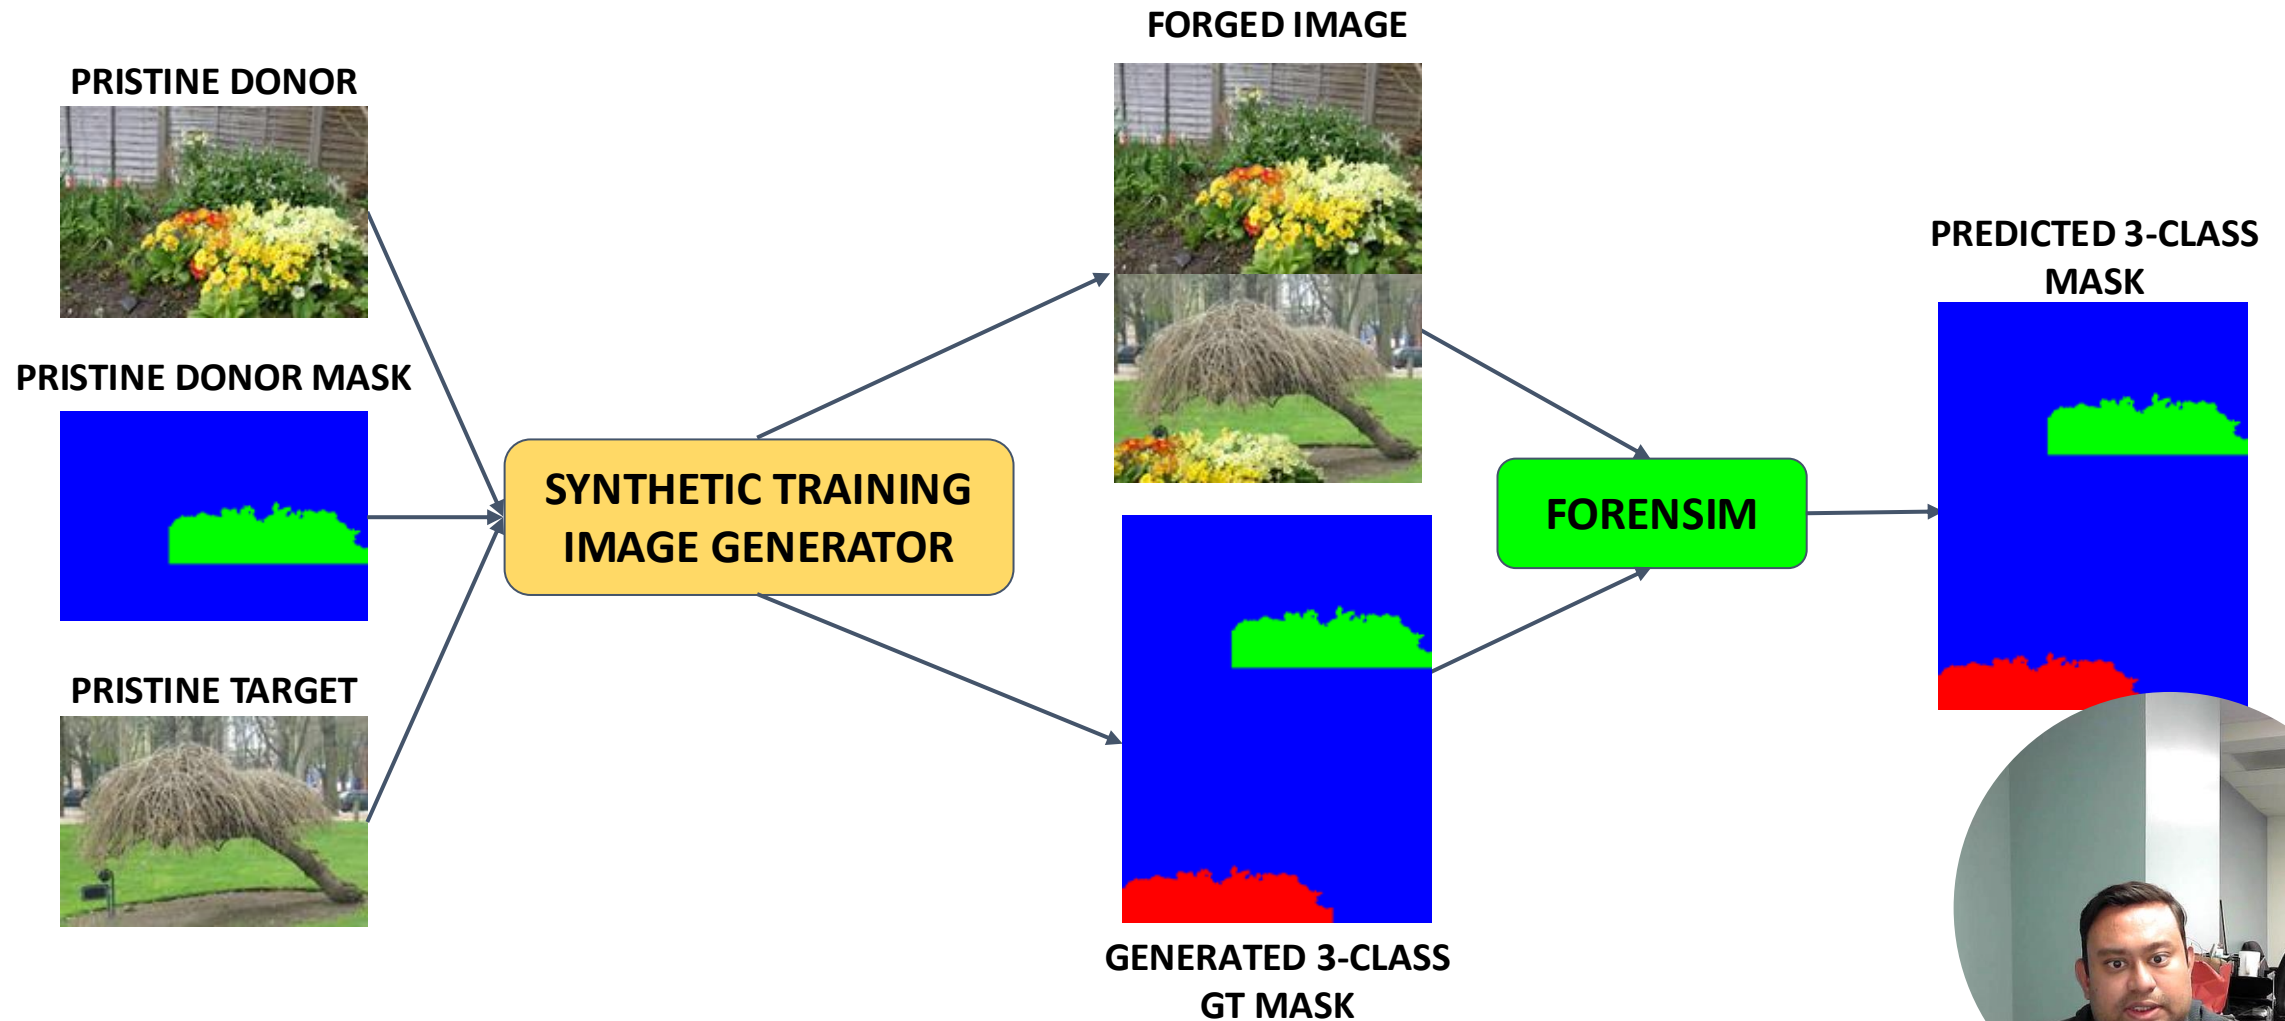 FORGED IMAGE
PRISTINE DONOR
PRISTINE DONOR MASK
PRISTINE TARGET
SYNTHETIC TRAINING
IMAGE GENERATOR
FORENSIM
PREDICTED 3-CLASS
MASK
GENERATED 3-CLASS
GT MASK